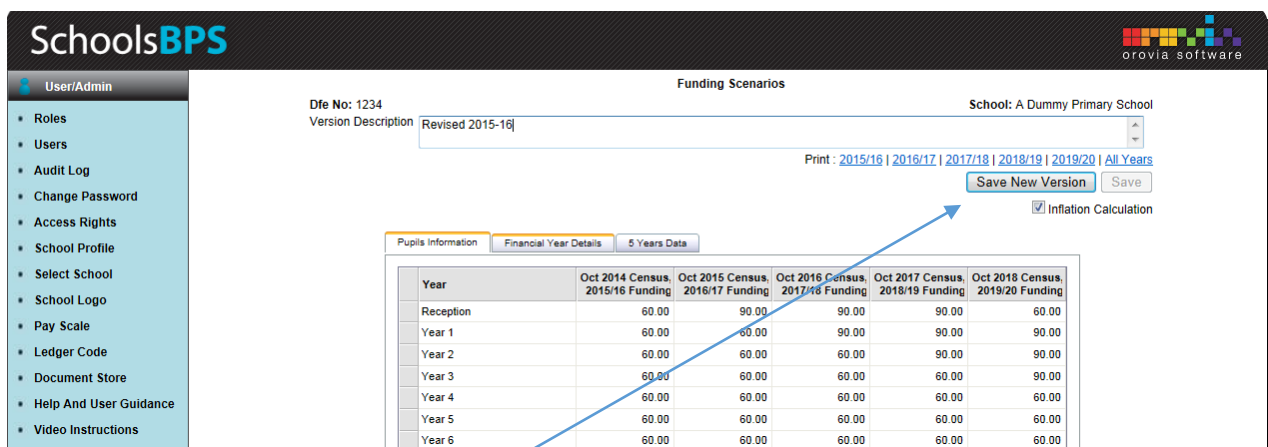 SchoolsBPS
orovia software
User/Admin
Roles
Users
Audit Log
Change Password
Access Rights
School Profile
Select School
School Logo
Pay Scale
Ledger Code
Document Store
Help And User Guidance
Video Instructions
Funding Scenarios
Dfe No: 1234 School: A Dummy Primary School
Version Description Revised 2015-16
Print : 2015/16 | 2016/17 | 2017/18 | 2018/19 | 2019/20 | All Years
Save New Version Save
Inflation Calculation
Pupils Information Financial Year Details 5 Years Data
Year Oct 2014 Census, 2015/16 Funding Oct 2015 Census, 2016/17 Funding Oct 2016 Census, 2017/18 Funding Oct 2017 Census, 2018/19 Funding Oct 2018 Census, 2019/20 Funding
Reception 60.00 90.00 90.00 90.00 60.00
Year 1 60.00 60.00 90.00 90.00 90.00
Year 2 60.00 60.00 60.00 90.00 90.00
Year 3 60.00 60.00 60.00 60.00 90.00
Year 4 60.00 60.00 60.00 60.00 60.00
Year 5 60.00 60.00 60.00 60.00 60.00
Year 6 60.00 60.00 60.00 60.00 60.00